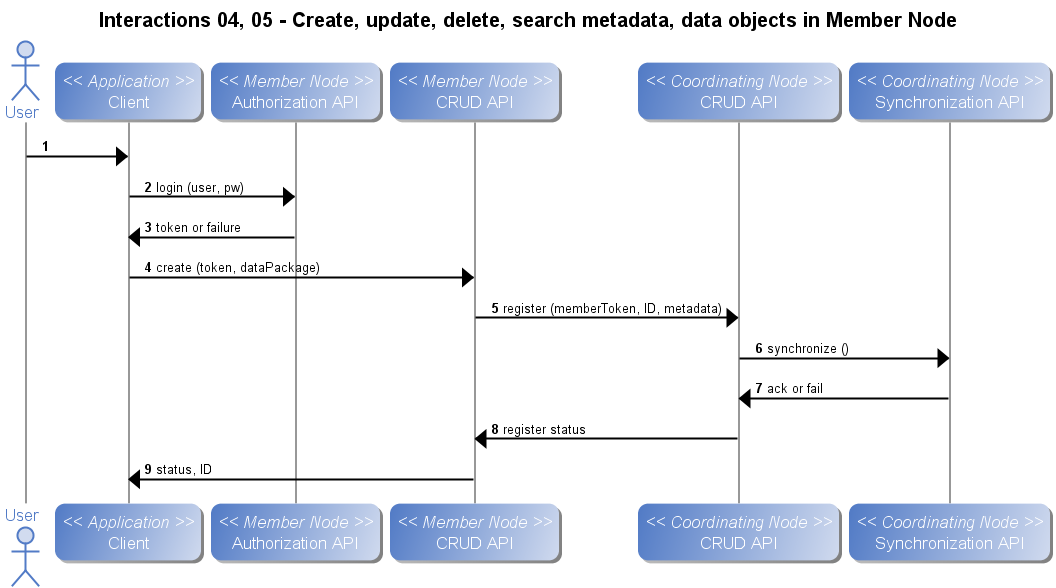 Interactions 04, 05 - Create, update, delete, search metadata, data objects in Member Node
User
<< Application >>
Client
<< Member Node >>
Authorization API
<< Member Node >>
CRUD API
<< Coordinating Node >>
CRUD API
<< Coordinating Node >>
Synchronization API
1
2 login (user, pw)
3 token or failure
4 create (token, dataPackage)
5 register (memberToken, ID, metadata)
6 synchronize ()
7 ack or fail
8 register status
9 status, ID
User
<< Application >>
Client
<< Member Node >>
Authorization API
<< Member Node >>
CRUD API
<< Coordinating Node >>
CRUD API
<< Coordinating Node >>
Synchronization API